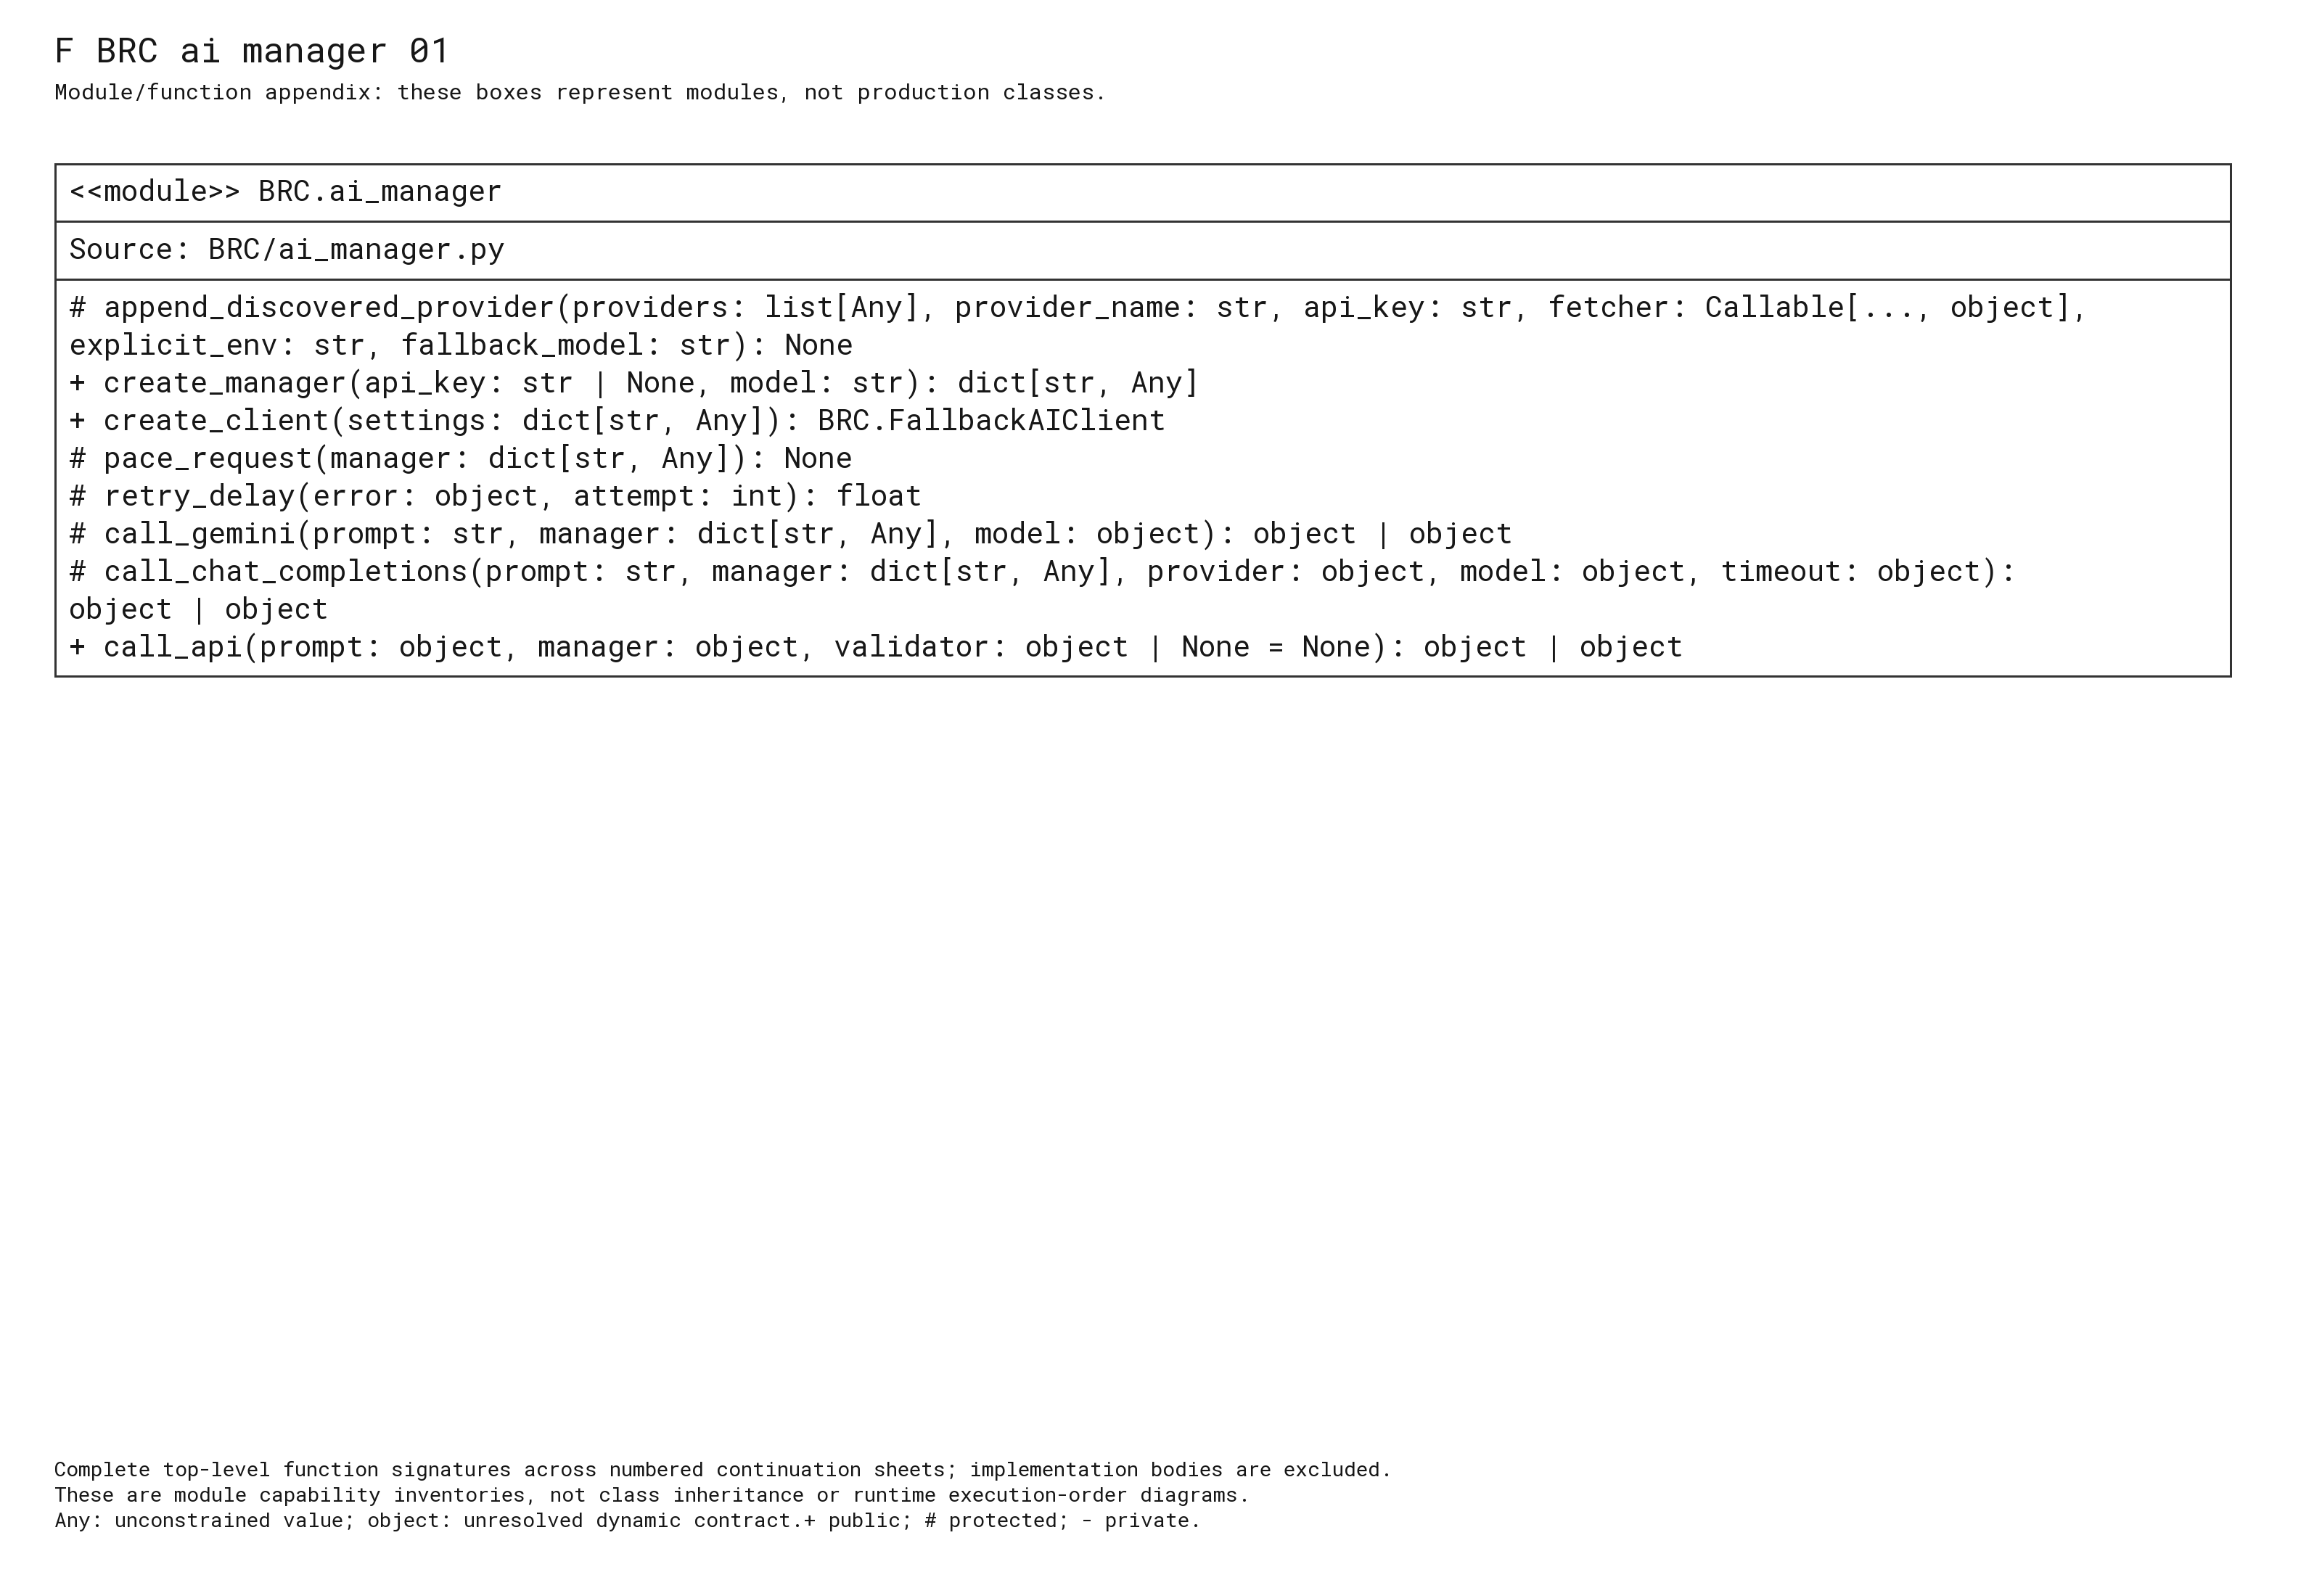 F BRC ai manager 01
Module/function appendix: these boxes represent modules, not production classes.
<<module>> BRC.ai_manager
Source: BRC/ai_manager.py
# append_discovered_provider(providers: list[Any], provider_name: str, api_key: str, fetcher: Callable[..., object],
explicit_env: str, fallback_model: str): None
+ create_manager(api_key: str | None, model: str): dict[str, Any]
+ create_client(settings: dict[str, Any]): BRC.FallbackAIClient
# pace_request(manager: dict[str, Any]): None
# retry_delay(error: object, attempt: int): float
# call_gemini(prompt: str, manager: dict[str, Any], model: object): object | object
# call_chat_completions(prompt: str, manager: dict[str, Any], provider: object, model: object, timeout: object):
object | object
+ call_api(prompt: object, manager: object, validator: object | None = None): object | object
Complete top-level function signatures across numbered continuation sheets; implementation bodies are excluded.
These are module capability inventories, not class inheritance or runtime execution-order diagrams.
Any: unconstrained value; object: unresolved dynamic contract.+ public; # protected; - private.